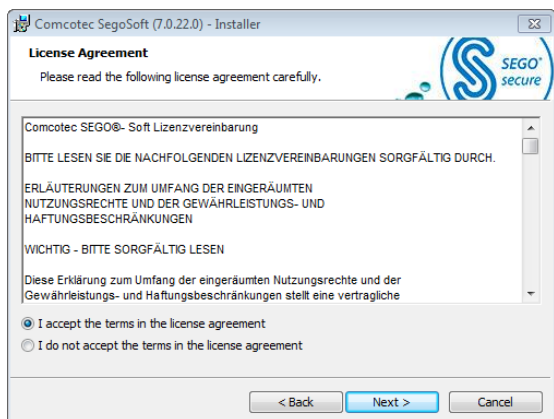 Comcotec SegoSoft (7.0.22.0) - Installer
License Agreement
Please read the following license agreement carefully.
SEGO®
secure
Comcotec SEGO®- Soft Lizenzvereinbarung
BITTE LESEN SIE DIE NACHFOLGENDEN LIZENZVEREINBARUNGEN SORGFÄLTIG DURCH.
ERLÄUTERUNGEN ZUM UMFANG DER EINGERÄUMTEN
NUTZUNGSRECHTE UND DER GEWÄHRLEISTUNGS- UND
HAFTUNGSBESCHRÄNKUNGEN
WICHTIG - BITTE SORGFÄLTIG LESEN
Diese Erklärung zum Umfang der eingeräumten Nutzungsrechte und der
Gewährleistungs- und Haftungsbeschränkungen stellt eine vertragliche
I accept the terms in the license agreement
I do not accept the terms in the license agreement
< Back
Next >
Cancel